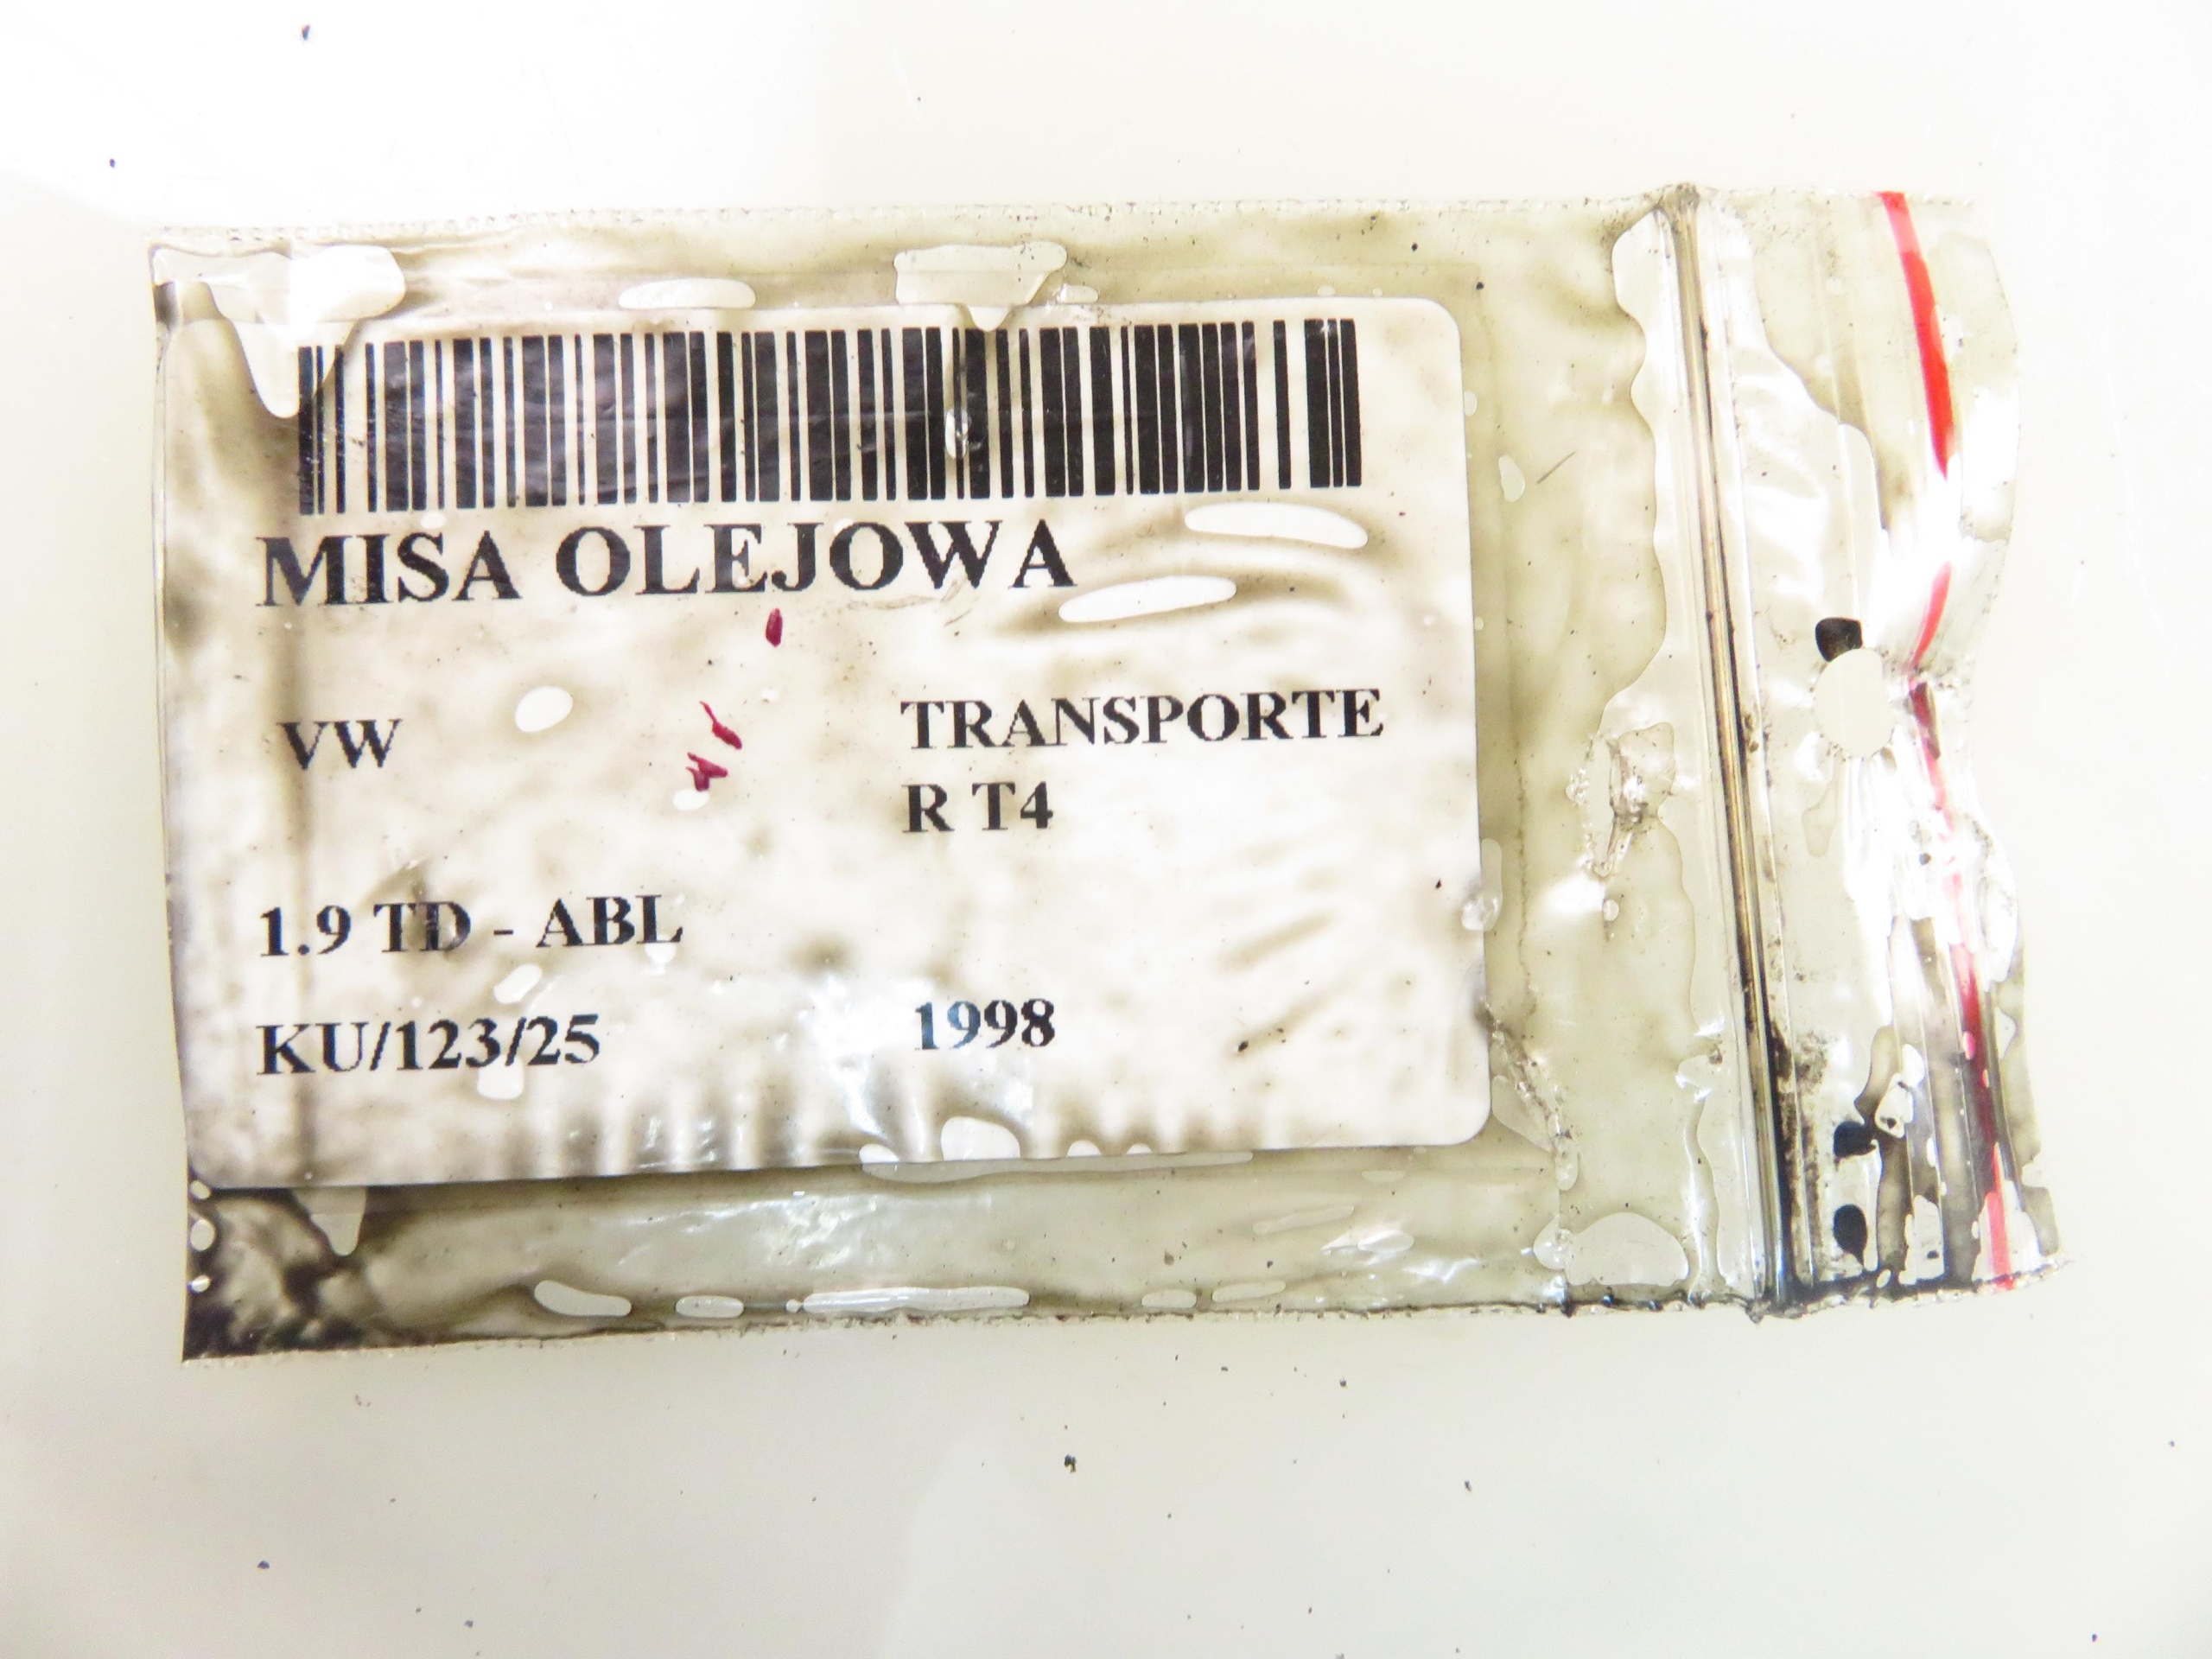 MISA OLEJOWA
VW
TRANSPORTE
R T4
1.9 TD - ABL
KU/123/25
1998